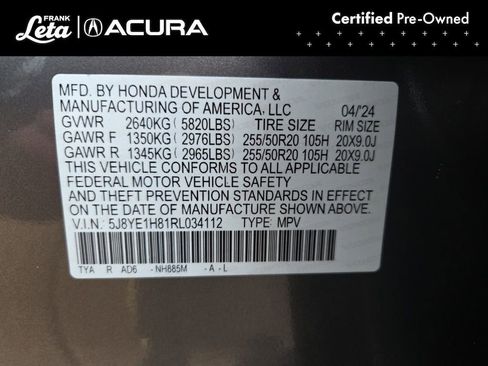 FRANK
Leta
ACURA
Certified Pre-Owned
MFD. BY HONDA DEVELOPMENT &
MANUFACTURING OF AMERICA, LLC 04/24
GVWR 2640KG ( 5820LBS) TIRE SIZE RIM SIZE
GAWR F 1350KG ( 2976LBS) 255/50R20 105H 20X9.0J
GAWR R 1345KG ( 2965LBS) 255/50R20 105H 20X9.0J
THIS VEHICLE CONFORMS TO ALL APPLICABLE
FEDERAL MOTOR VEHICLE SAFETY
AND THEFT PREVENTION STANDARDS IN EFFECT
ON THE DATE OF MANUFACTURE SHOWN ABOVE.
V.I.N.: 5J8YE1H81RL034112 TYPE: MPV
TYA R AD6 -NH885M -A -L